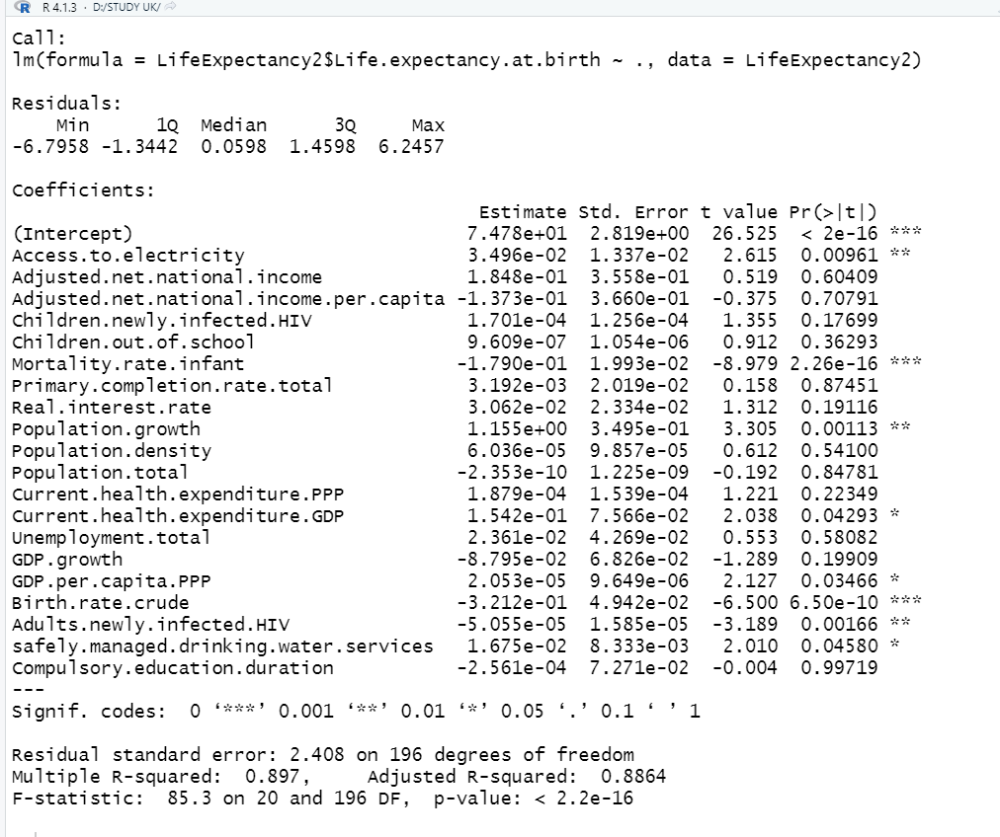 R 4.1.3 · D:/STUDY UK/
Call:
lm(formula = LifeExpectancy2$Life.expectancy.at.birth ~ ., data = LifeExpectancy2)
Residuals:
    Min      1Q  Median      3Q     Max
-6.7958 -1.3442  0.0598  1.4598  6.2457
Coefficients:
                                       Estimate Std. Error t value Pr(>|t|)
(Intercept)                           7.478e+01  2.819e+00  26.525  < 2e-16 ***
Access.to.electricity                 3.496e-02  1.337e-02   2.615  0.00961 **
Adjusted.net.national.income          1.848e-01  3.558e-01   0.519  0.60409
Adjusted.net.national.income.per.capita -1.373e-01  3.660e-01  -0.375  0.70791
Children.newly.infected.HIV           1.701e-04  1.256e-04   1.355  0.17699
Children.out.of.school                9.609e-07  1.054e-06   0.912  0.36293
Mortality.rate.infant                -1.790e-01  1.993e-02  -8.979 2.26e-16 ***
Primary.completion.rate.total         3.192e-03  2.019e-02   0.158  0.87451
Real.interest.rate                    3.062e-02  2.334e-02   1.312  0.19116
Population.growth                     1.155e+00  3.495e-01   3.305  0.00113 **
Population.density                    6.036e-05  9.857e-05   0.612  0.54100
Population.total                     -2.353e-10  1.225e-09  -0.192  0.84781
Current.health.expenditure.PPP        1.879e-04  1.539e-04   1.221  0.22349
Current.health.expenditure.GDP        1.542e-01  7.566e-02   2.038  0.04293 *
Unemployment.total                    2.361e-02  4.269e-02   0.553  0.58082
GDP.growth                           -8.795e-02  6.826e-02  -1.289  0.19909
GDP.per.capita.PPP                    2.053e-05  9.649e-06   2.127  0.03466 *
Birth.rate.crude                     -3.212e-01  4.942e-02  -6.500 6.50e-10 ***
Adults.newly.infected.HIV            -5.055e-05  1.585e-05  -3.189  0.00166 **
safely.managed.drinking.water.services  1.675e-02  8.333e-03   2.010  0.04580 *
Compulsory.education.duration        -2.561e-04  7.271e-02  -0.004  0.99719
---
Signif. codes:  0 ‘***’ 0.001 ‘**’ 0.01 ‘*’ 0.05 ‘.’ 0.1 ‘ ’ 1
Residual standard error: 2.408 on 196 degrees of freedom
Multiple R-squared:  0.897,     Adjusted R-squared:  0.8864
F-statistic:  85.3 on 20 and 196 DF,  p-value: < 2.2e-16